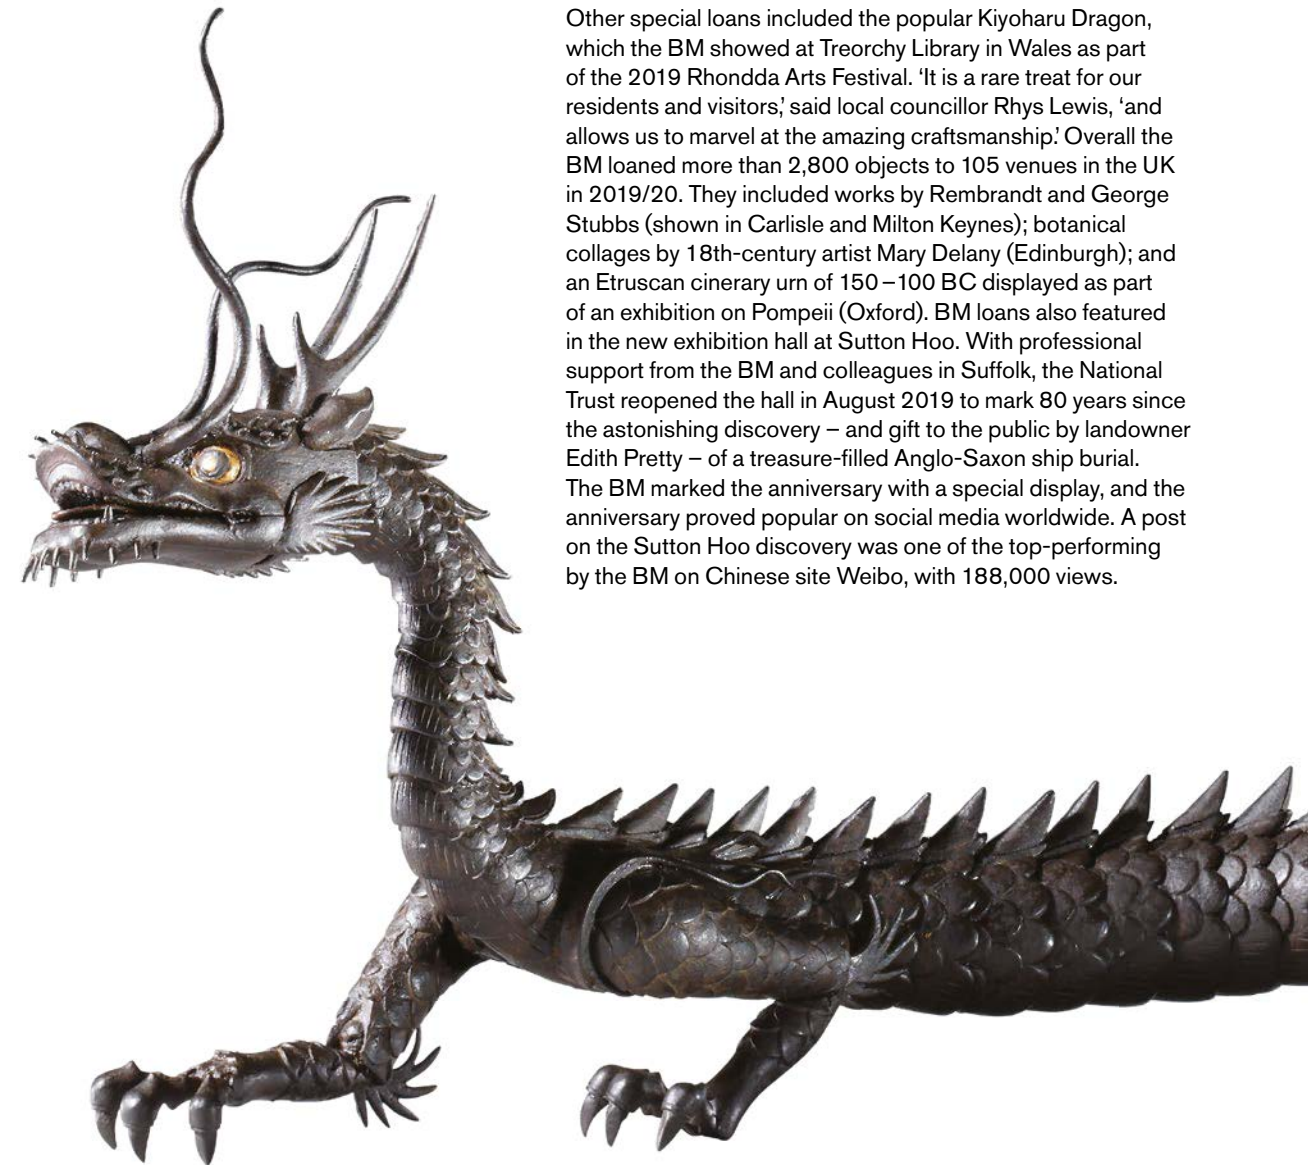 Other special loans included the popular Kiyoharu Dragon,
which the BM showed at Treorchy Library in Wales as part
of the 2019 Rhondda Arts Festival. ‘It is a rare treat for our
residents and visitors,’ said local councillor Rhys Lewis, ‘and
allows us to marvel at the amazing craftsmanship.’ Overall the
BM loaned more than 2,800 objects to 105 venues in the UK
in 2019/20. They included works by Rembrandt and George
Stubbs (shown in Carlisle and Milton Keynes); botanical
collages by 18th-century artist Mary Delany (Edinburgh); and
an Etruscan cinerary urn of 150–100 BC displayed as part
of an exhibition on Pompeii (Oxford). BM loans also featured
in the new exhibition hall at Sutton Hoo. With professional
support from the BM and colleagues in Suffolk, the National
Trust reopened the hall in August 2019 to mark 80 years since
the astonishing discovery – and gift to the public by landowner
Edith Pretty – of a treasure-filled Anglo-Saxon ship burial.
The BM marked the anniversary with a special display, and the
anniversary proved popular on social media worldwide. A post
on the Sutton Hoo discovery was one of the top-performing
by the BM on Chinese site Weibo, with 188,000 views.